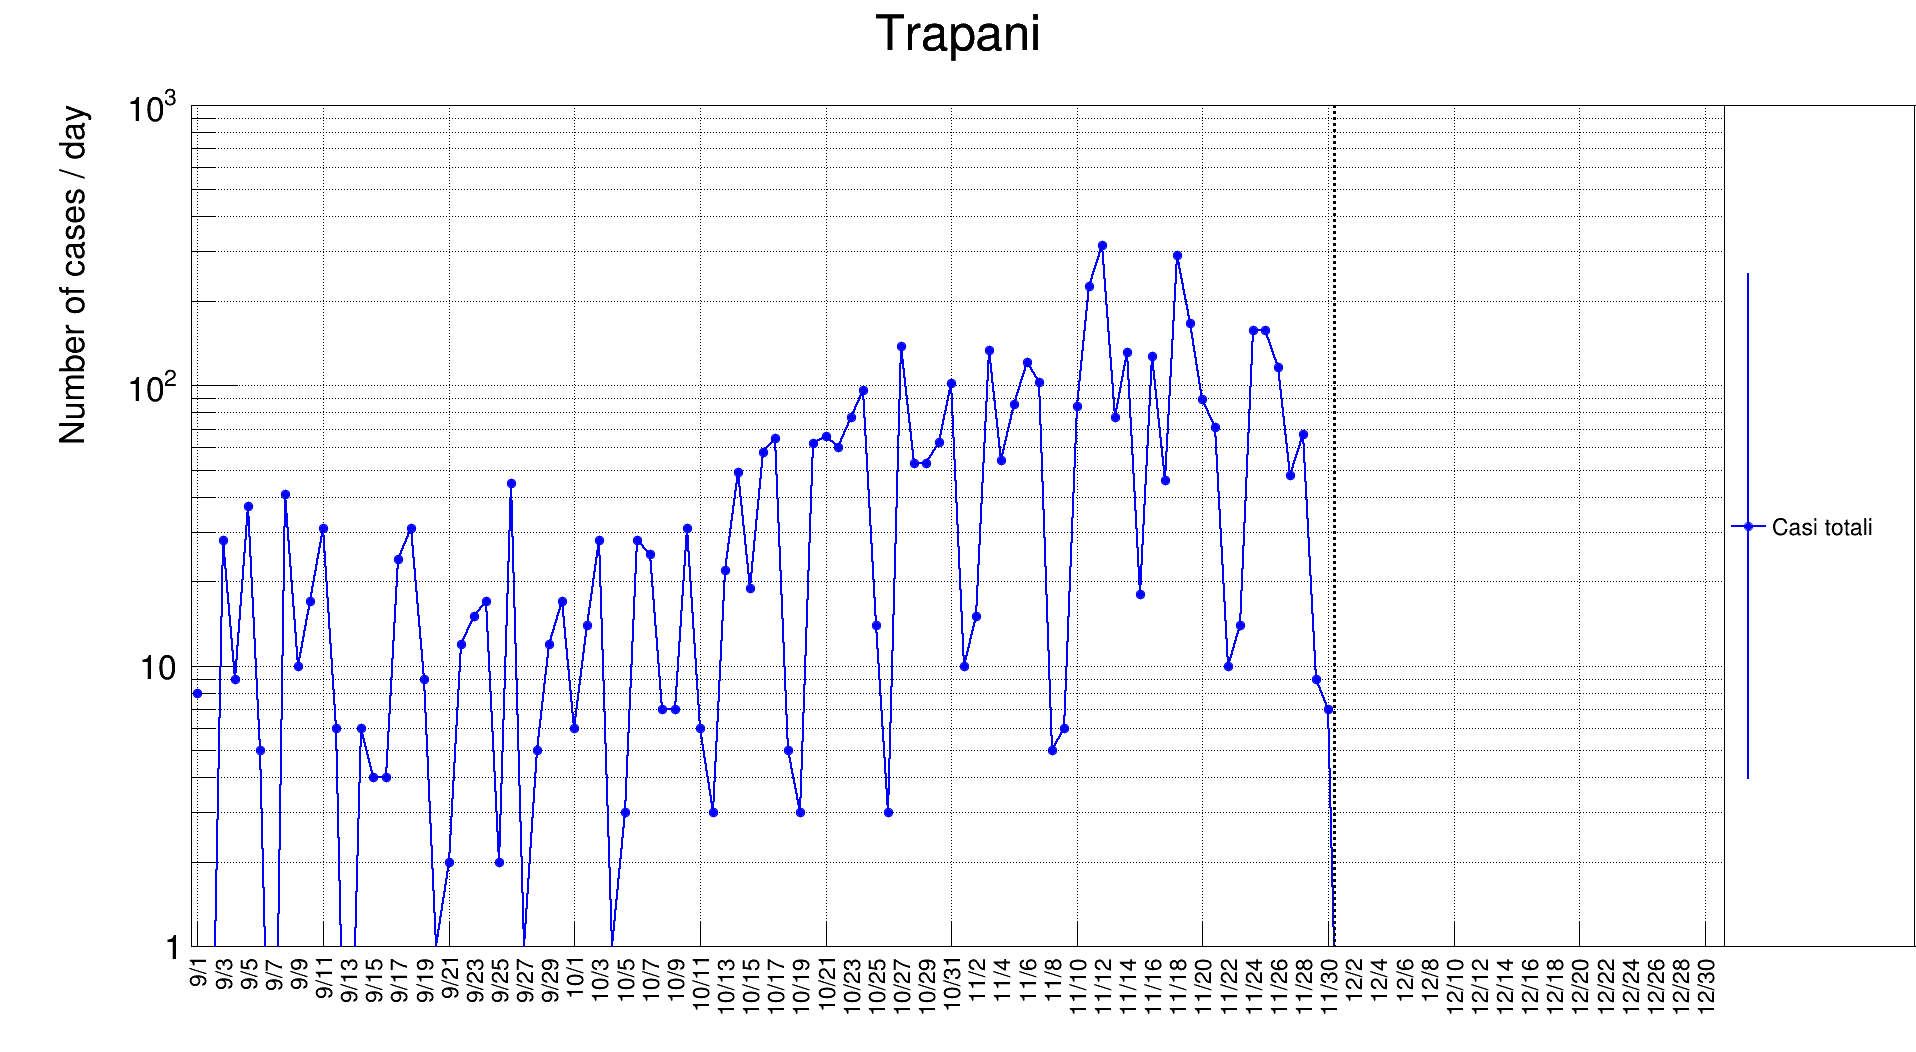 Trapani
Number of cases / day
10³
10²
10
1
9/1 9/3 9/5 9/7 9/9 9/11 9/13 9/15 9/17 9/19 9/21 9/23 9/25 9/27 9/29 10/1 10/3 10/5 10/7 10/9 10/11 10/13 10/15 10/17 10/19 10/21 10/23 10/25 10/27 10/29 10/31 11/2 11/4 11/6 11/8 11/10 11/12 11/14 11/16 11/18 11/20 11/22 11/24 11/26 11/28 11/30 12/2 12/4 12/6 12/8 12/10 12/12 12/14 12/16 12/18 12/20 12/22 12/24 12/26 12/28 12/30
Casi totali